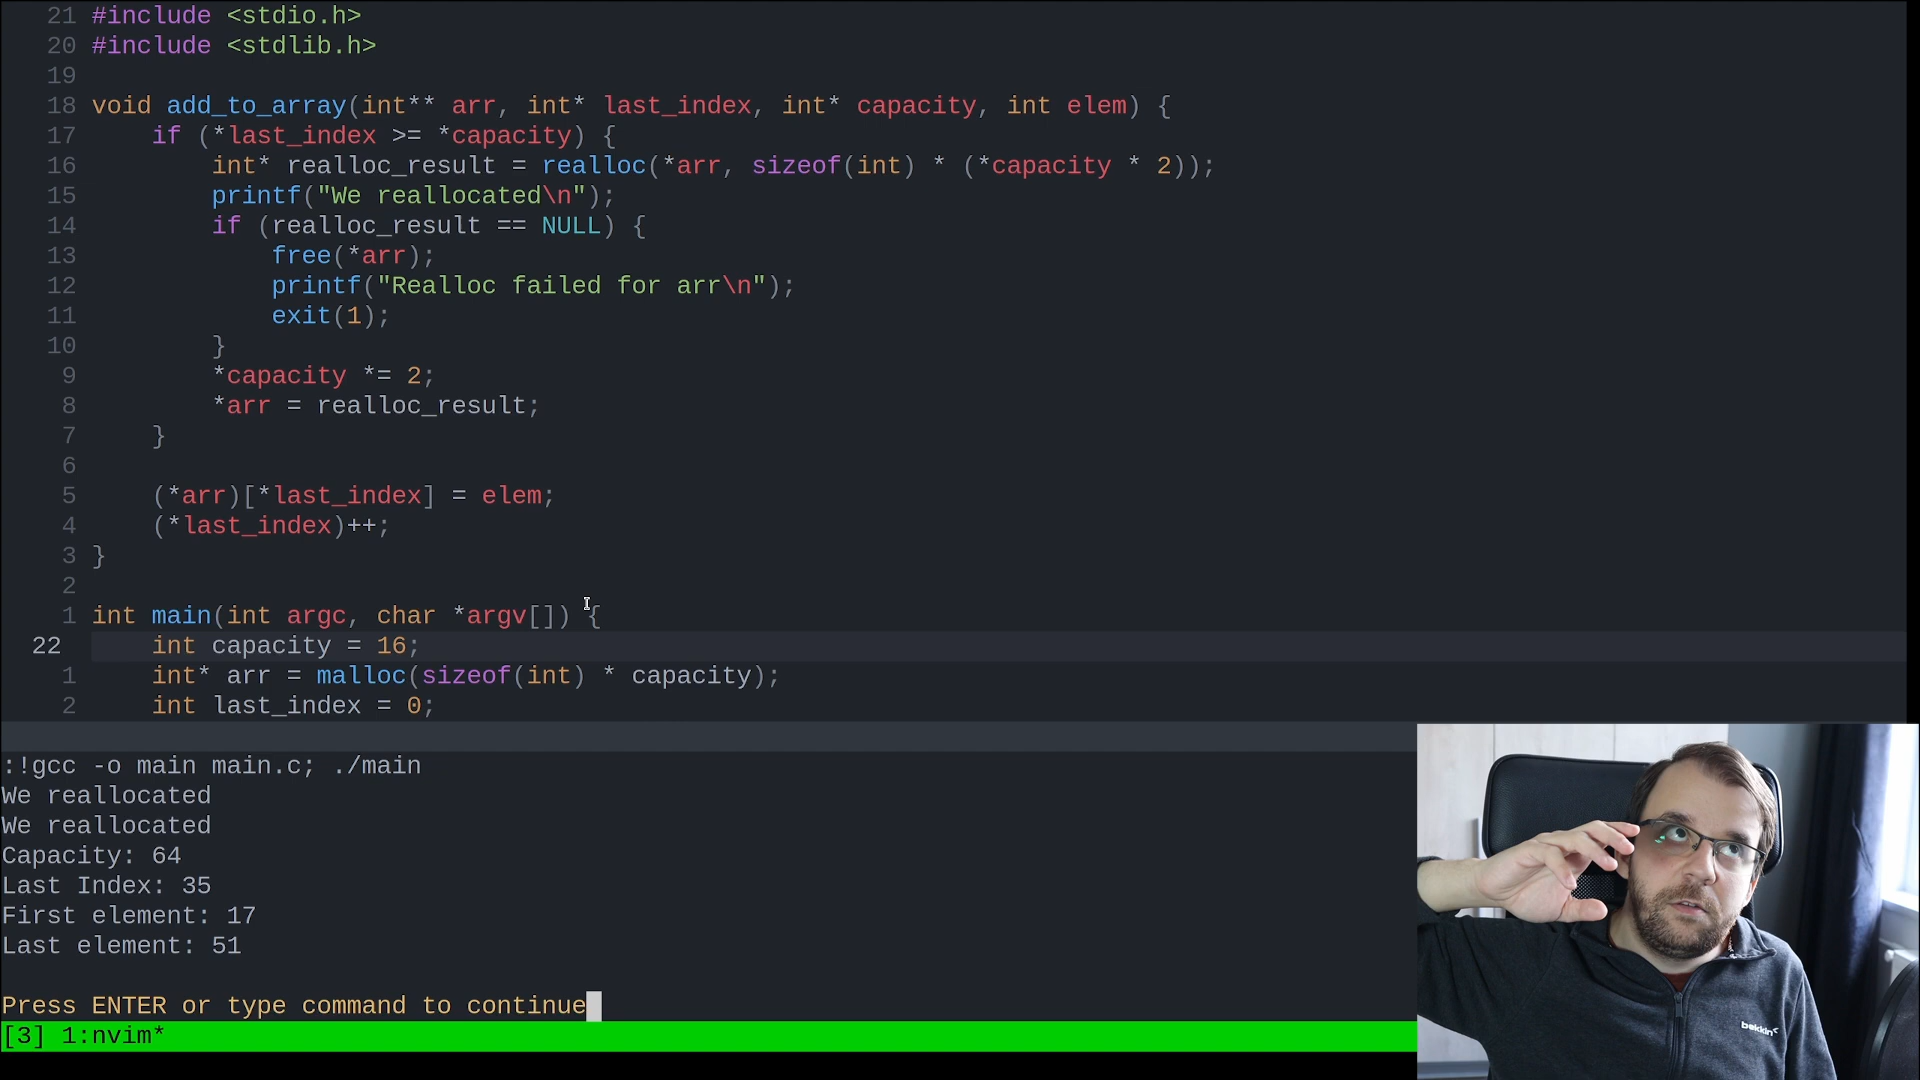 21 #include <stdio.h>
20 #include <stdlib.h>
19
18 void add_to_array(int** arr, int* last_index, int* capacity, int elem) {
17     if (*last_index >= *capacity) {
16         int* realloc_result = realloc(*arr, sizeof(int) * (*capacity * 2));
15         printf("We reallocated\n");
14         if (realloc_result == NULL) {
13             free(*arr);
12             printf("Realloc failed for arr\n");
11             exit(1);
10         }
9         *capacity *= 2;
8         *arr = realloc_result;
7     }
6
5     (*arr)[*last_index] = elem;
4     (*last_index)++;
3 }
2
1 int main(int argc, char *argv[]) {
22     int capacity = 16;
1     int* arr = malloc(sizeof(int) * capacity);
2     int last_index = 0;
:!gcc -o main main.c; ./main
We reallocated
We reallocated
Capacity: 64
Last Index: 35
First element: 17
Last element: 51
Press ENTER or type command to continue
[3] 1:nvim*
bekkin